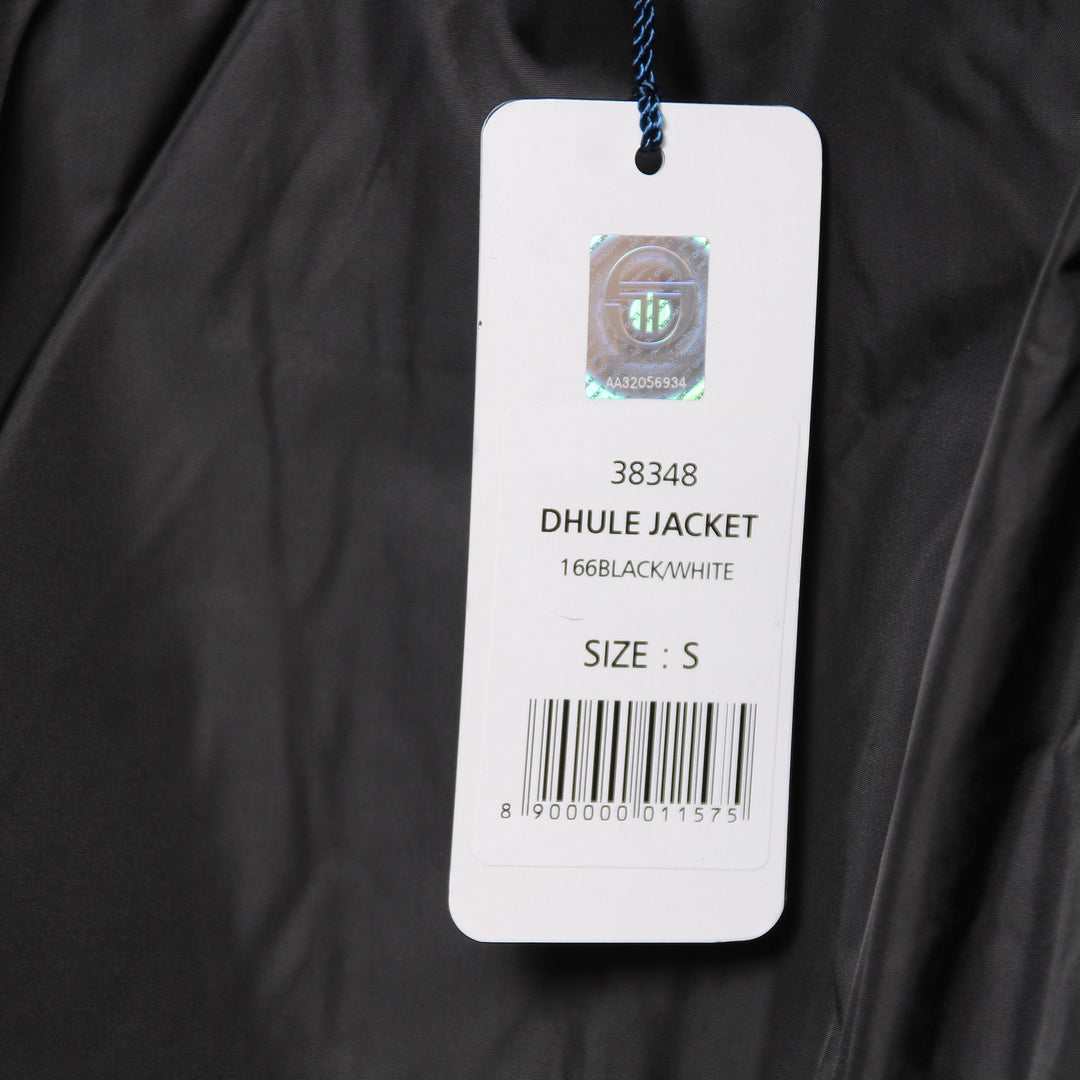 AA32056934
38348
DHULE JACKET
166BLACK/WHITE
SIZE : S
8 900000 011575